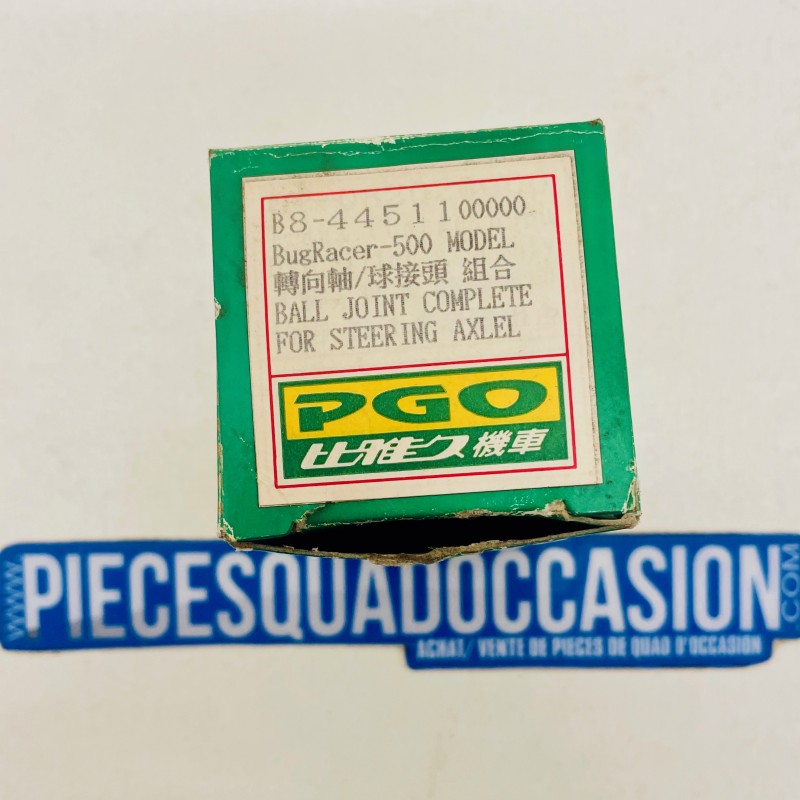 B8-4451100000
BugRacer-500 MODEL
轉向軸/球接頭 組合
BALL JOINT COMPLETE
FOR STEERING AXLEL
PGO
比雅久機車
WWW.PIECESQUADOCCASION.COM
ACHAT/ VENTE DE PIECES DE QUAD D'OCCASION